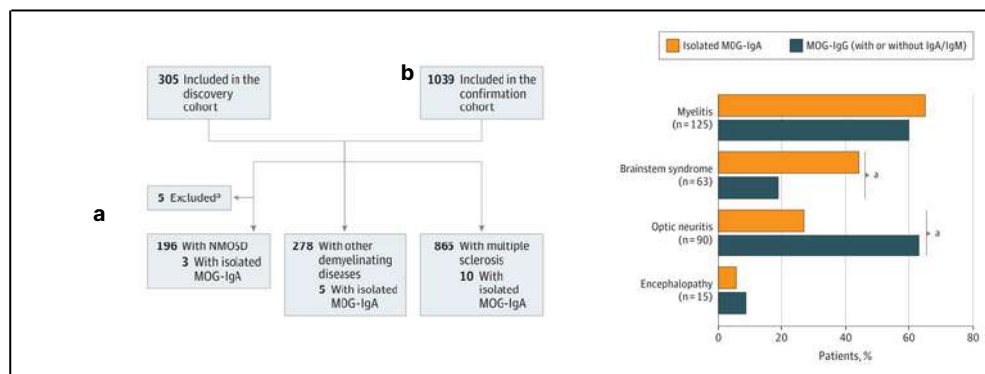 b
305 Included in the
discovery
cohort
1039 Included in the
confirmation
cohort
a
5 Excludedᵃ
196 With NMOSD
3 With isolated
MOG-IgA
278 With other
demyelinating
diseases
5 With isolated
MOG-IgA
865 With multiple
sclerosis
10 With
isolated
MOG-IgA
Isolated MOG-IgA
MOG-IgG (with or without IgA/IgM)
Myelitis
(n=125)
Brainstem syndrome
(n=63)
a
Optic neuritis
(n=90)
a
Encephalopathy
(n=15)
0 20 40 60 80
Patients, %